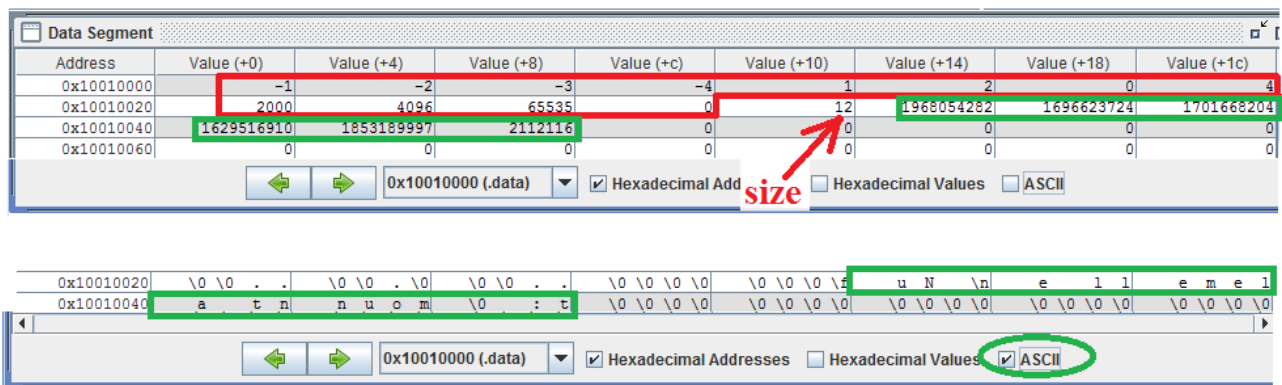 Data Segment
Address Value (+0) Value (+4) Value (+8) Value (+c) Value (+10) Value (+14) Value (+18) Value (+1c)
0x10010000 -1 -2 -3 -4 1 2 0 4
0x10010020 2000 4096 65535 0 12 1968054282 1696623724 1701668204
0x10010040 1629516910 1853189997 2112116 0 0 0 0 0
0x10010060 0 0 0 0 0 0 0 0
0x10010000 (.data) Hexadecimal Add Hexadecimal Values ASCII
size
0x10010020 \0 \0 . . \0 \0 . \0 \0 \0 . . \0 \0 \0 \0 \0 \0 \0 \f u N \n e l l e m e l
0x10010040 a t n n u o m \0 : t \0 \0 \0 \0 \0 \0 \0 \0 \0 \0 \0 \0 \0 \0 \0 \0 \0 \0 \0 \0
0x10010000 (.data) Hexadecimal Addresses Hexadecimal Values ASCII